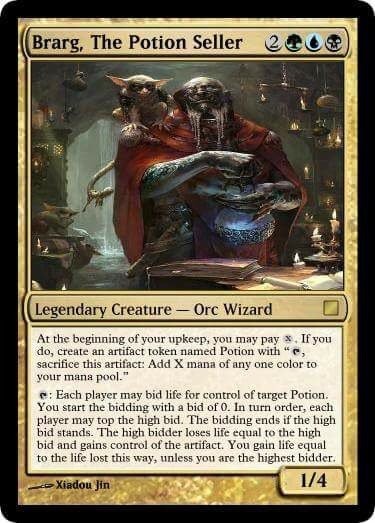 Brarg, The Potion Seller 2
Legendary Creature — Orc Wizard
At the beginning of your upkeep, you may pay X. If you
do, create an artifact token named Potion with “,
sacrifice this artifact: Add X mana of any one color to
your mana pool.”
: Each player may bid life for control of target Potion.
You start the bidding with a bid of 0. In turn order, each
player may top the high bid. The bidding ends if the high
bid stands. The high bidder loses life equal to the high
bid and gains control of the artifact. You gain life equal
to the life lost this way, unless you are the highest bidder.
1/4
Xiadou Jin